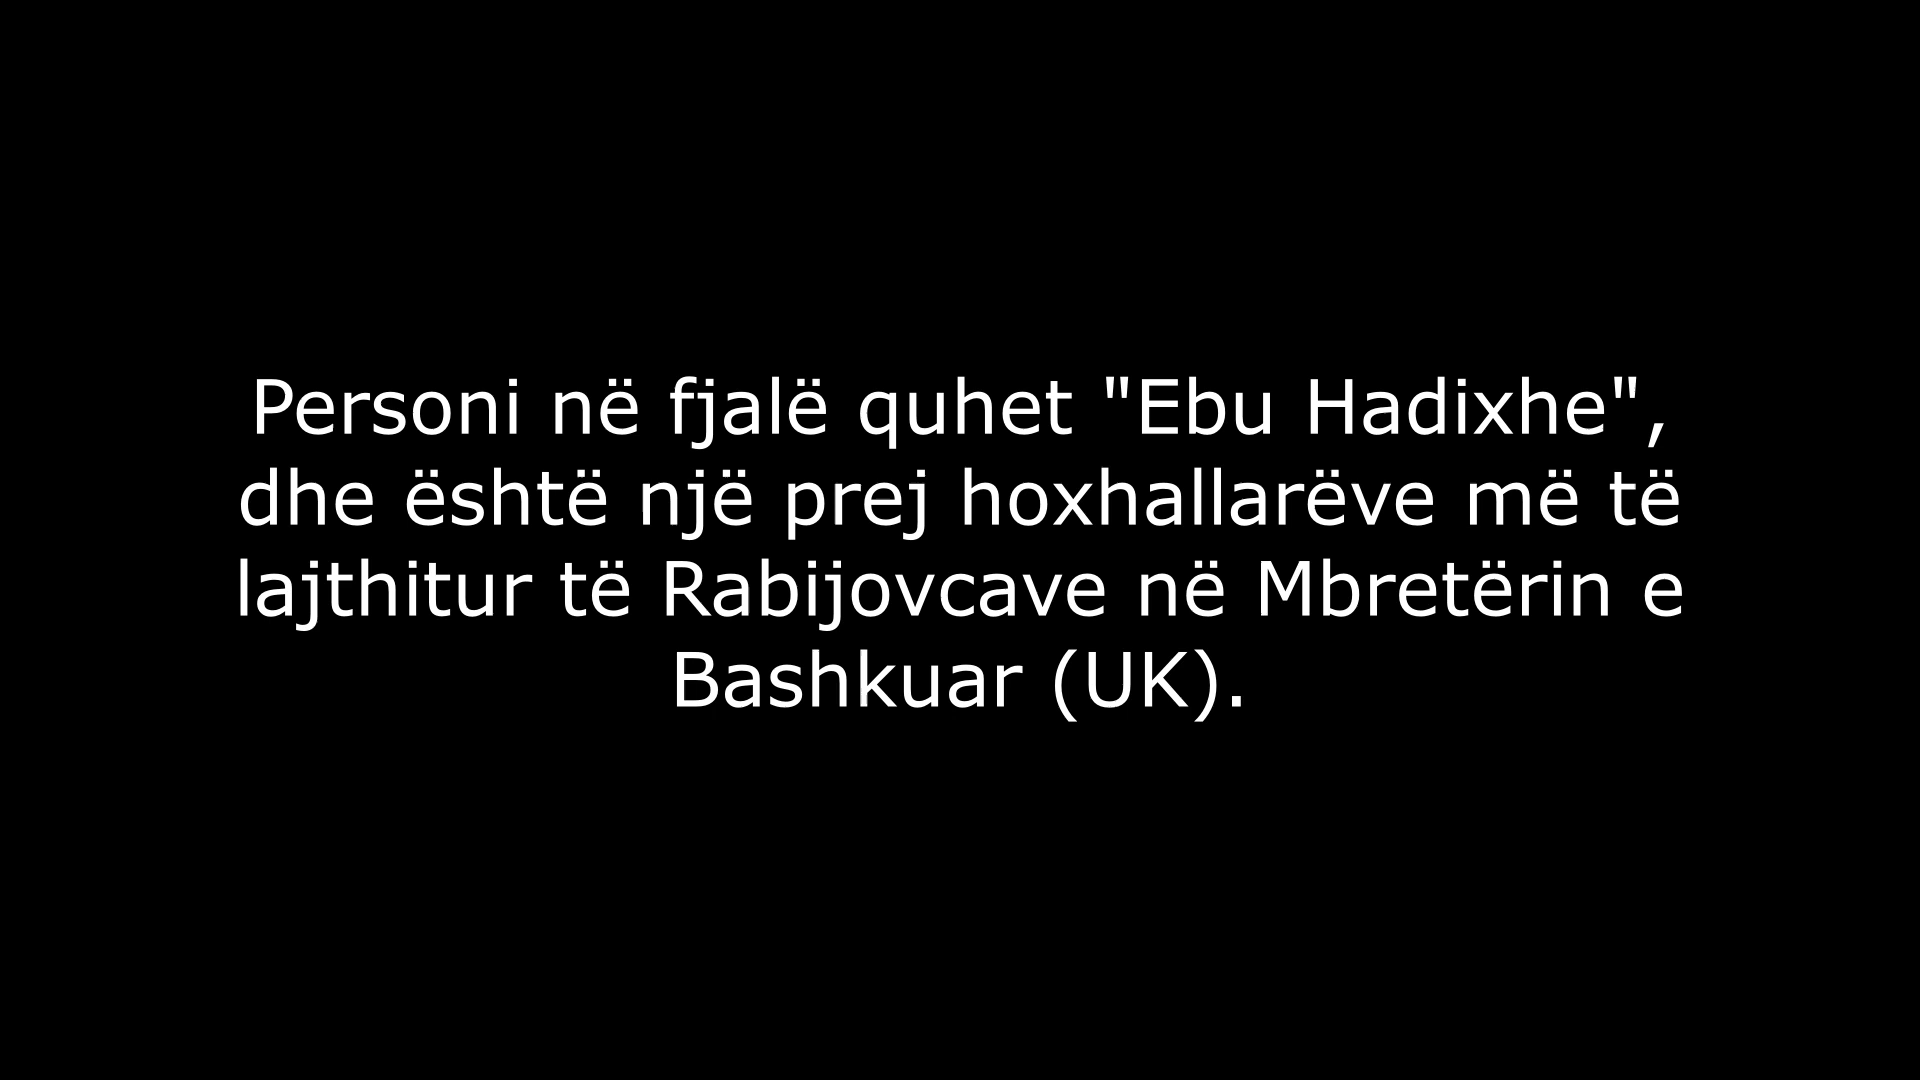 Personi në fjalë quhet "Ebu Hadixhe",
dhe është një prej hoxhallarëve më të
lajthitur të Rabijovcave në Mbretërin e
Bashkuar (UK).